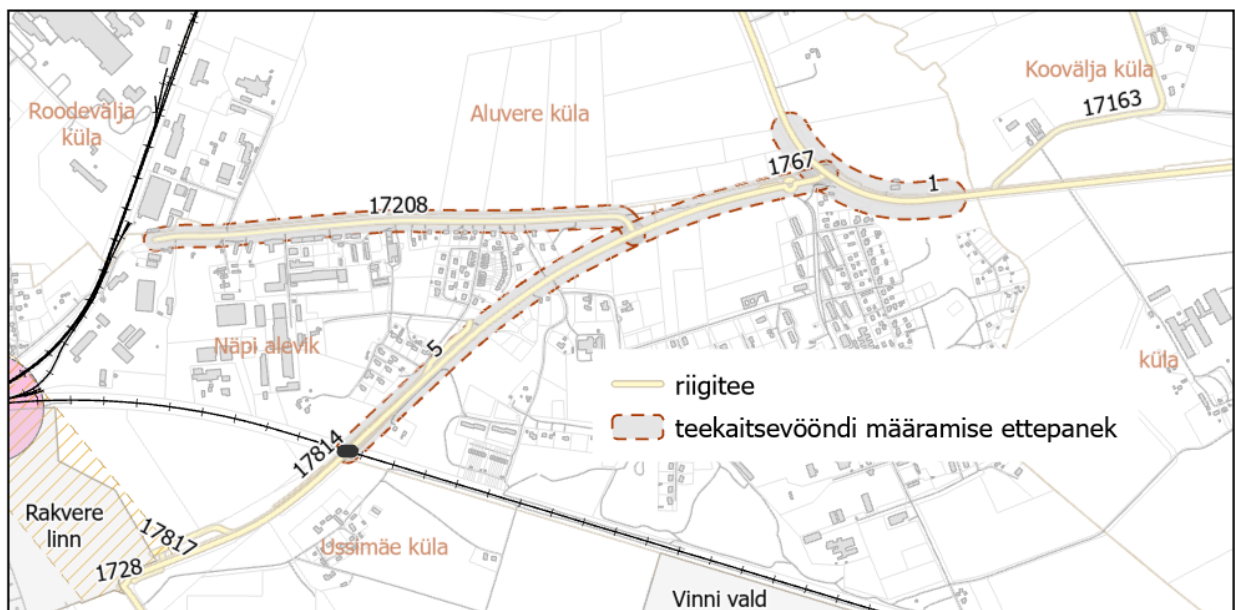 Koovälja küla
17163
Roodevälja
küla
Aluvere küla
1767
1
17208
Näpi alevik
5
küla
riigitee
teekaitsevööndi määramise ettepanek
17814
Rakvere
linn
17817
Ussimäe küla
1728
Vinni vald